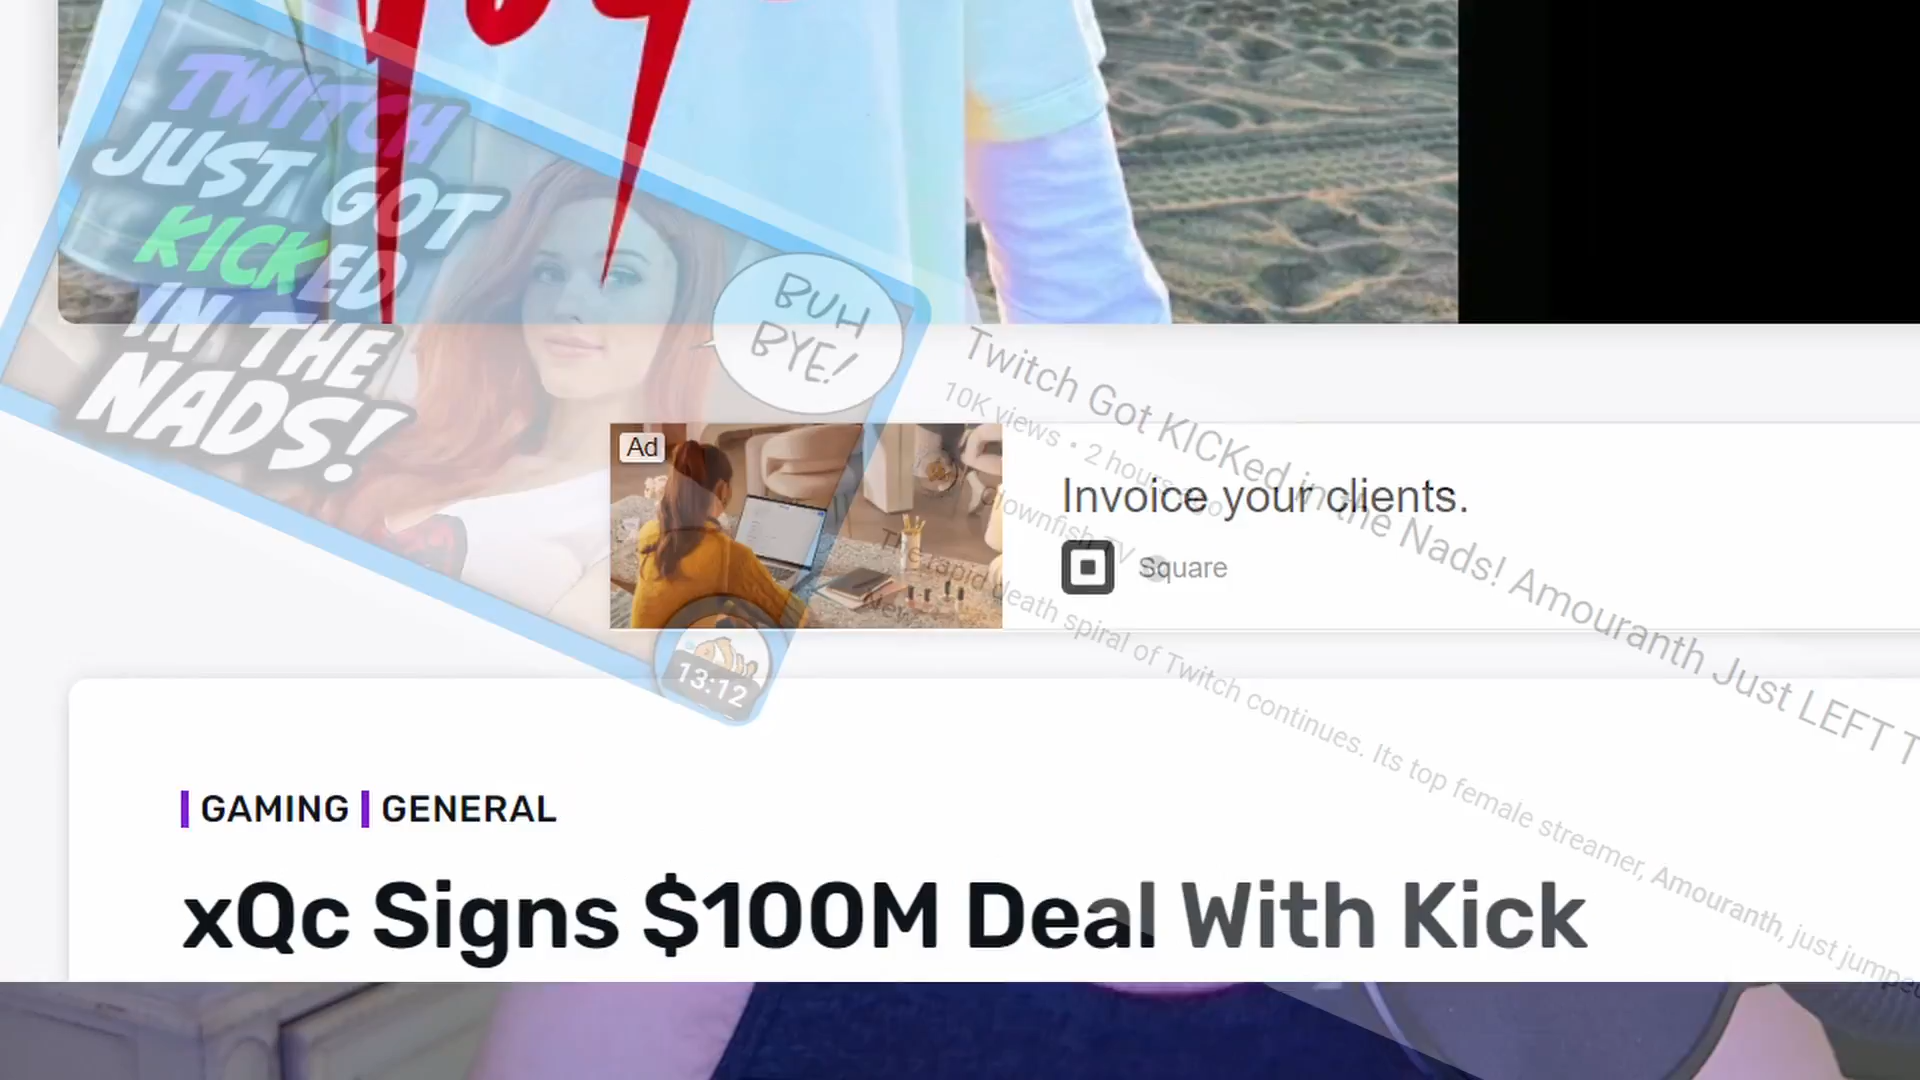 TWITCH
JUST GOT
KICKED
IN THE
NADS!
BUH
BYE!
Twitch Got KICKed in the Nads! Amouranth Just LEFT T
10K views • 2 hours ago
Clownfish TV
The rapid death spiral of Twitch continues. Its top female streamer, Amouranth, just jumped
New
13:12
Ad
Invoice your clients.
Square
GAMING GENERAL
xQc Signs $100M Deal With Kick